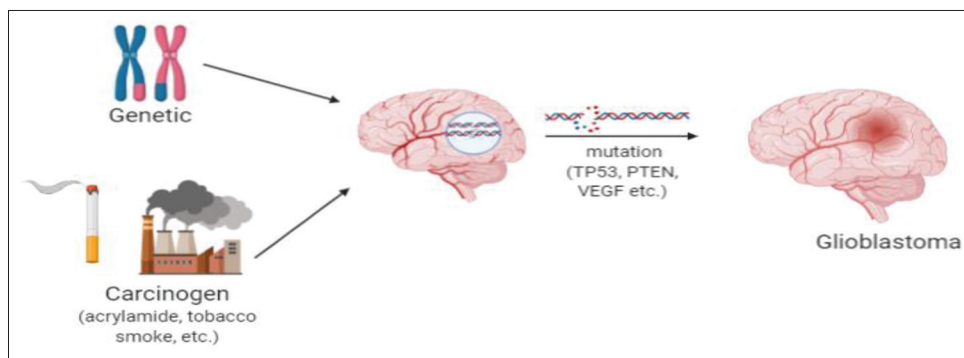 Genetic
Carcinogen
(acrylamide, tobacco
smoke, etc.)
mutation
(TP53, PTEN,
VEGF etc.)
Glioblastoma